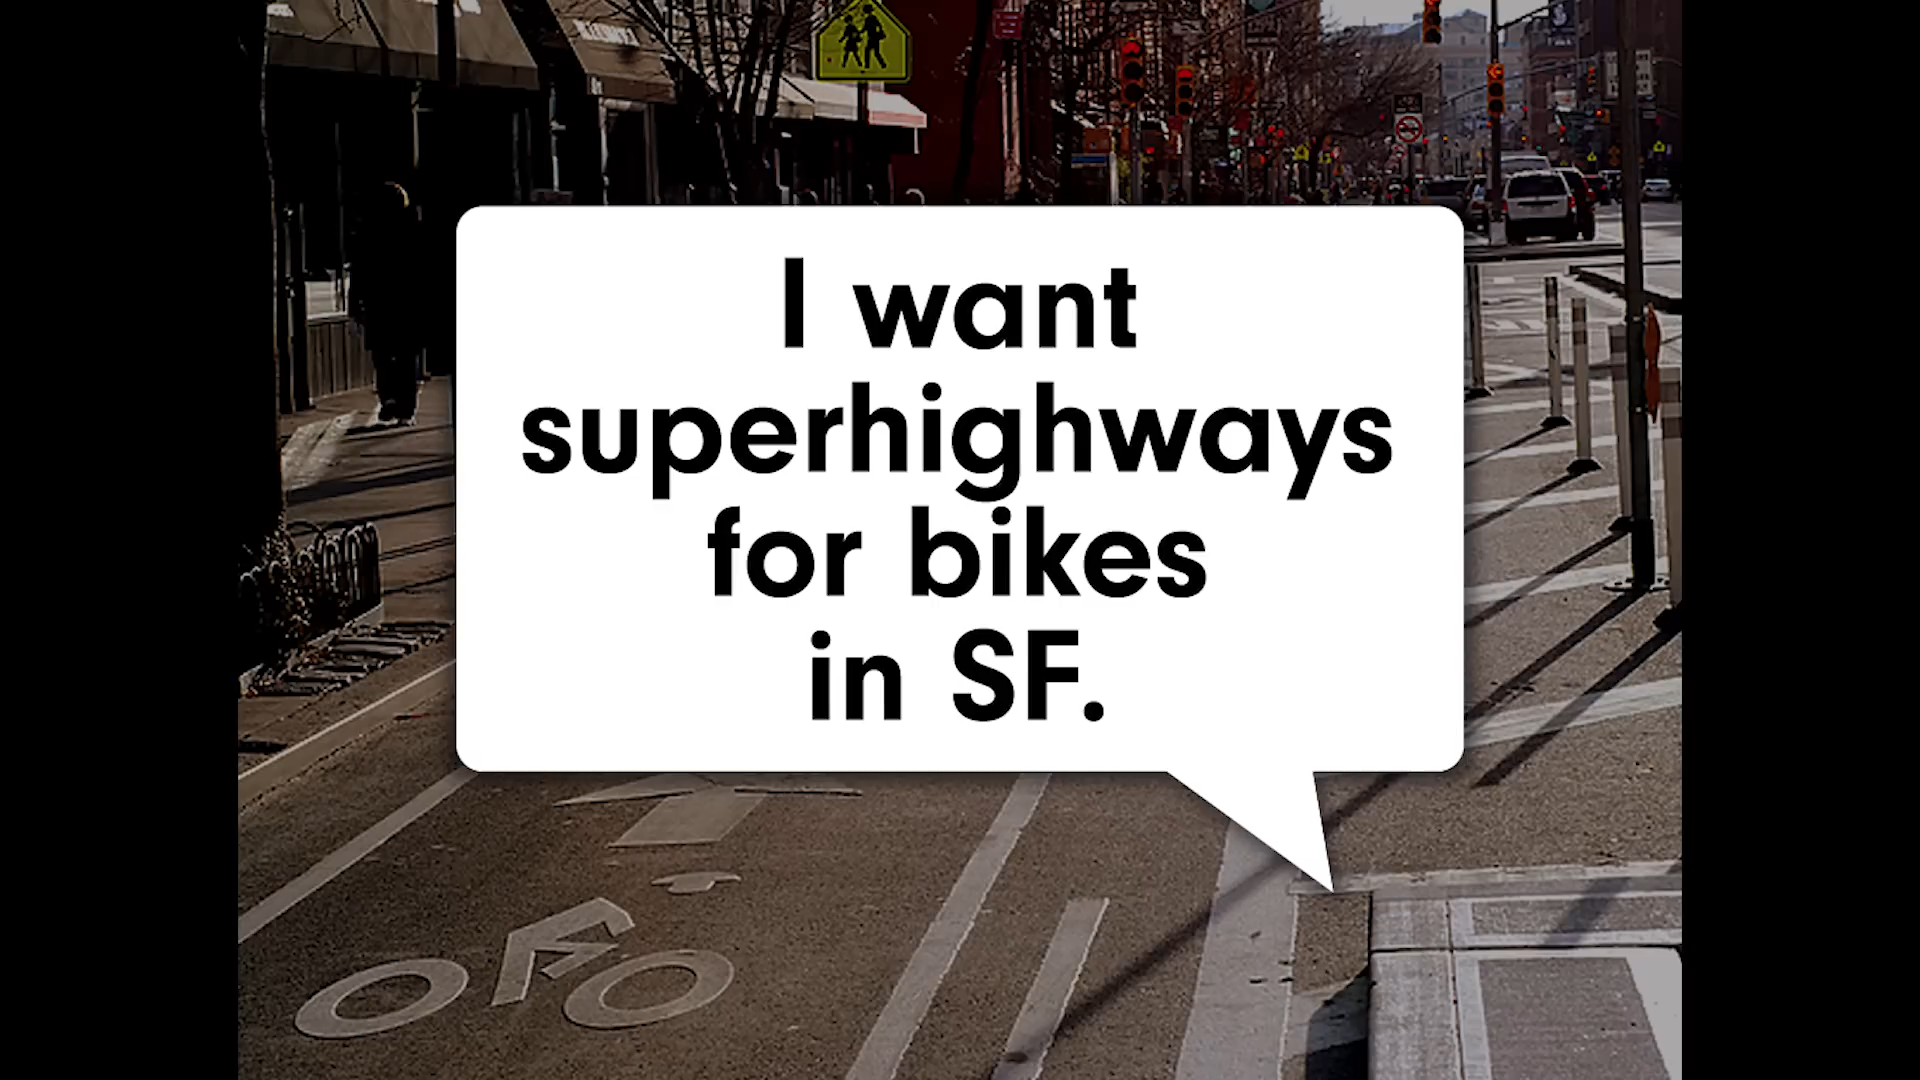 I want
superhighways
for bikes
in SF.